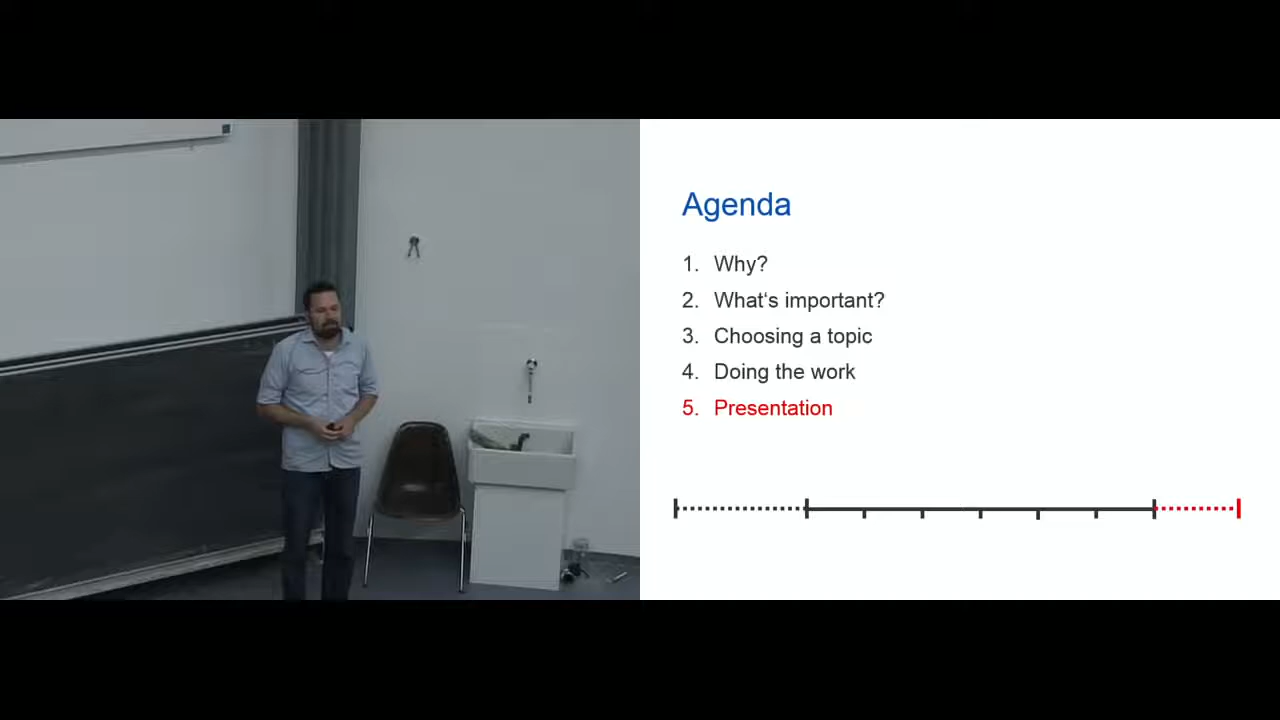 Agenda
1. Why?
2. What‘s important?
3. Choosing a topic
4. Doing the work
5. Presentation